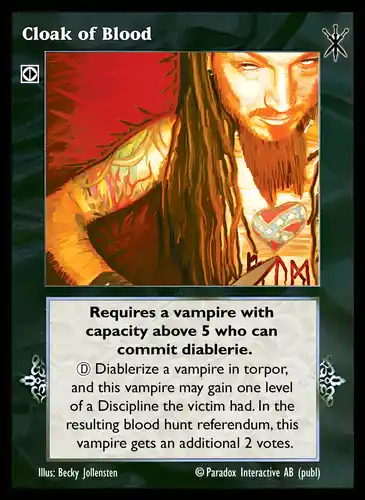 Cloak of Blood
Requires a vampire with
capacity above 5 who can
commit diablerie.
Ⓓ Diablerize a vampire in torpor,
and this vampire may gain one level
of a Discipline the victim had. In the
resulting blood hunt referendum, this
vampire gets an additional 2 votes.
Illus: Becky Jollensten © Paradox Interactive AB (publ)